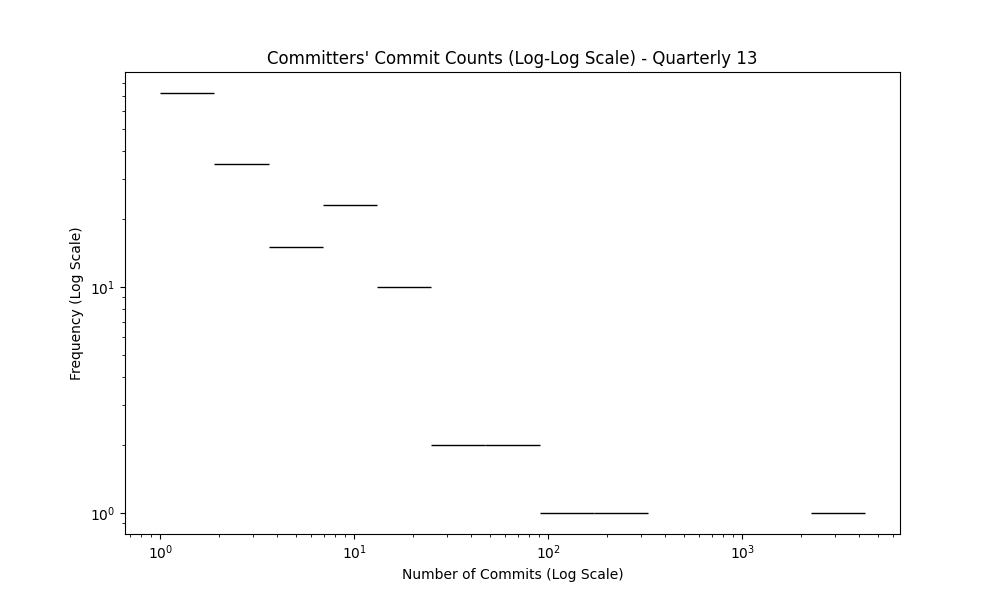 Committers' Commit Counts (Log-Log Scale) - Quarterly 13
Frequency (Log Scale)
10¹
10⁰
10⁰ 10¹ 10² 10³
Number of Commits (Log Scale)